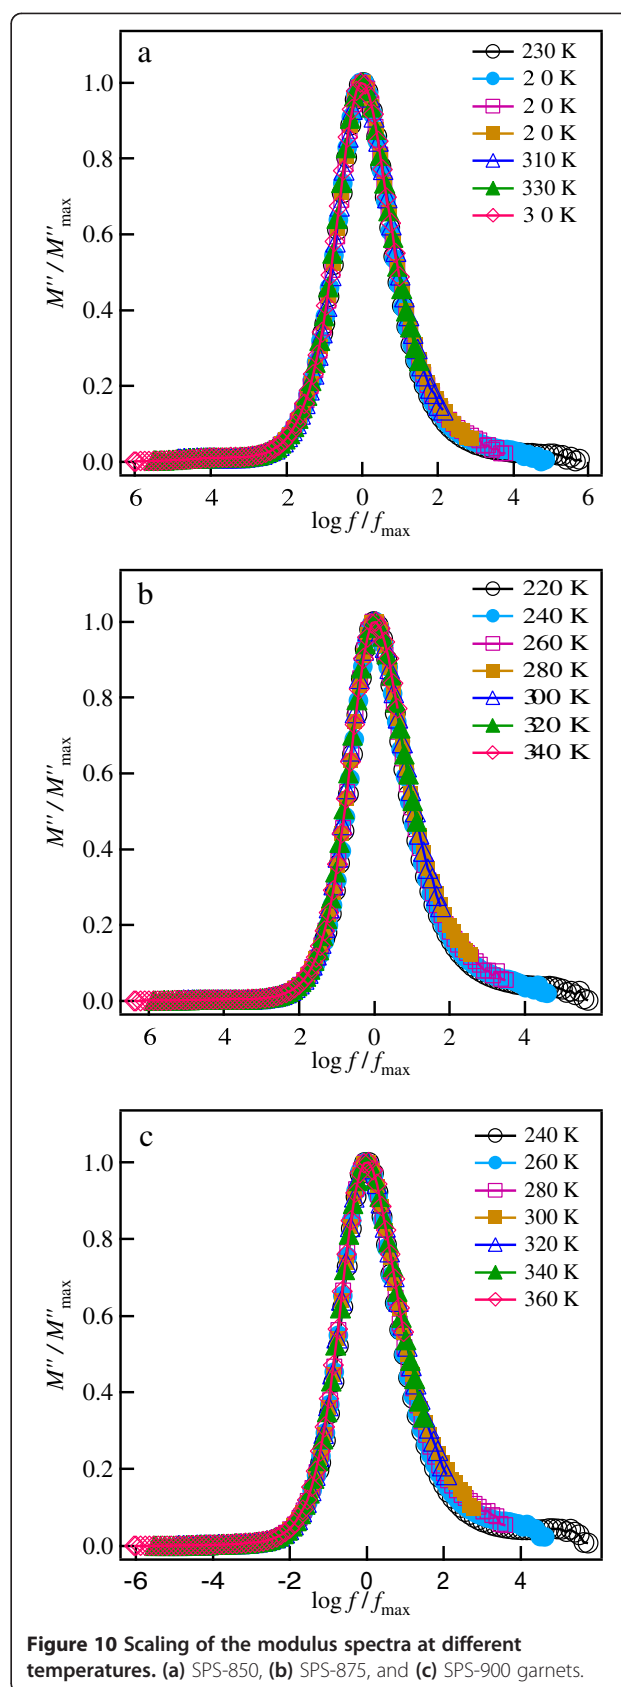 a
230 K
2 0 K
2 0 K
2 0 K
310 K
330 K
3 0 K
M''/M''max
1.0
0.8
0.6
0.4
0.2
0.0
6 2 0 2 4 6
log f/fmax
b
220 K
240 K
260 K
280 K
300 K
320 K
340 K
M''/M''max
1.0
0.8
0.6
0.4
0.2
0.0
6 4 2 0 2 4
log f/fmax
c
240 K
260 K
280 K
300 K
320 K
340 K
360 K
M''/M''max
1.0
0.8
0.6
0.4
0.2
0.0
-6 -4 -2 0 2 4
log f/fmax
Figure 10 Scaling of the modulus spectra at different
temperatures. (a) SPS-850, (b) SPS-875, and (c) SPS-900 garnets.